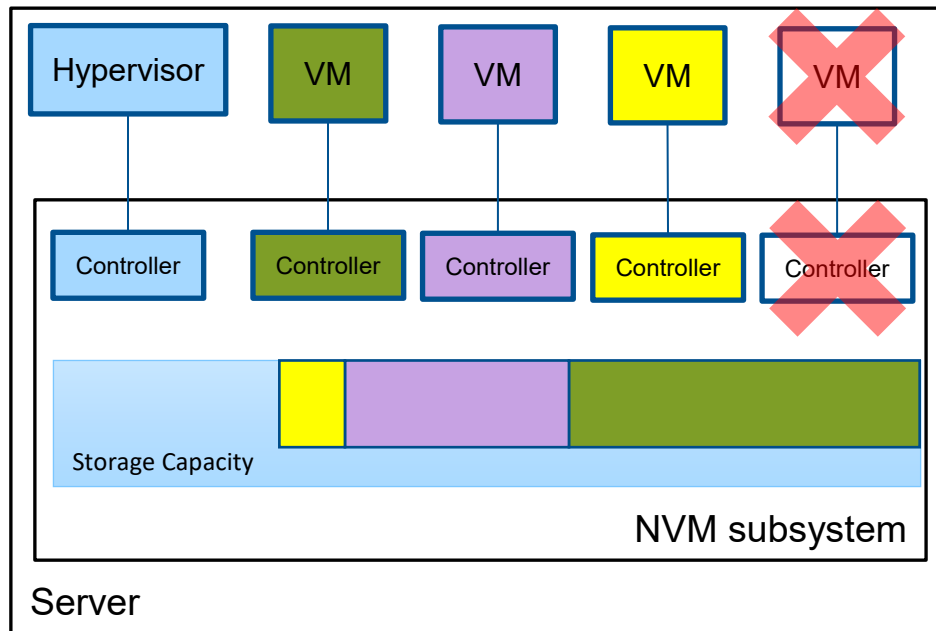 Hypervisor
VM
VM
VM
VM
Controller
Controller
Controller
Controller
Controller
Storage Capacity
NVM subsystem
Server